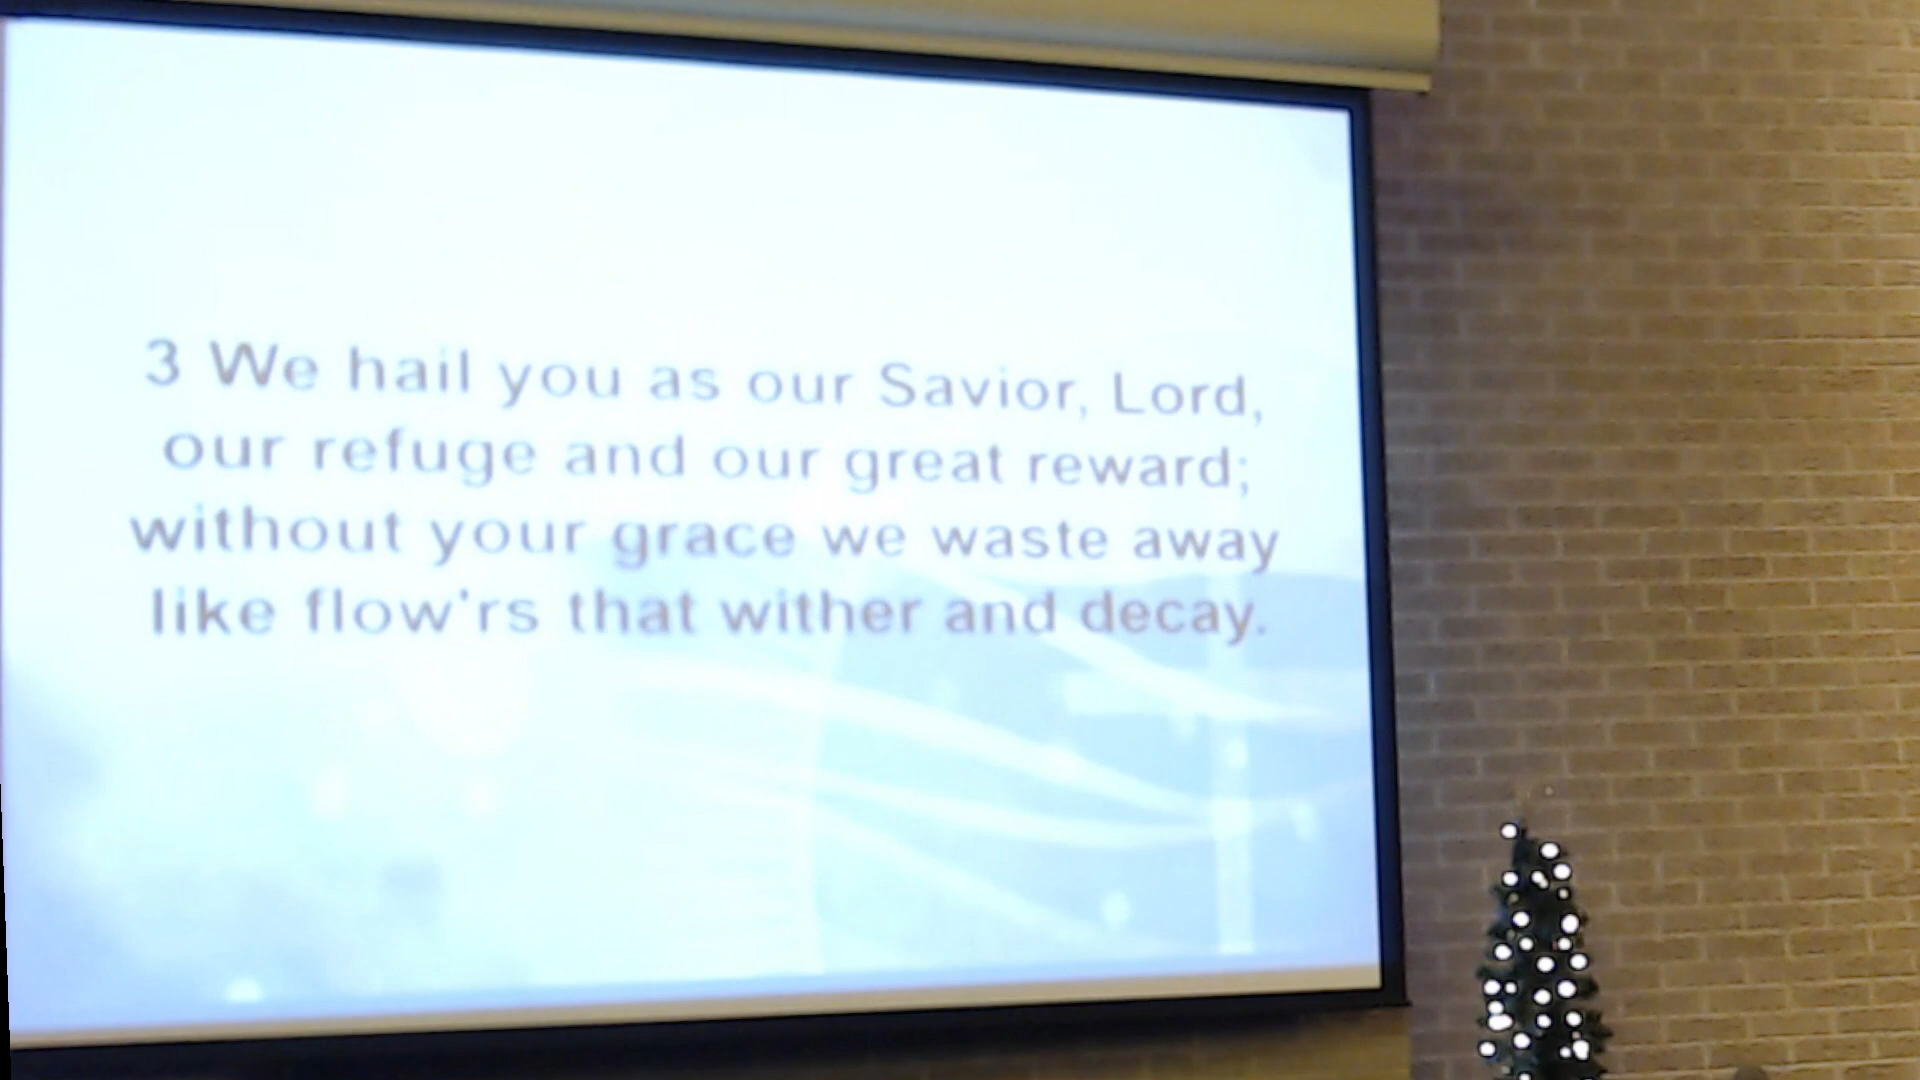 3 We hail you as our Savior, Lord,
our refuge and our great reward;
without your grace we waste away
like flow'rs that wither and decay.